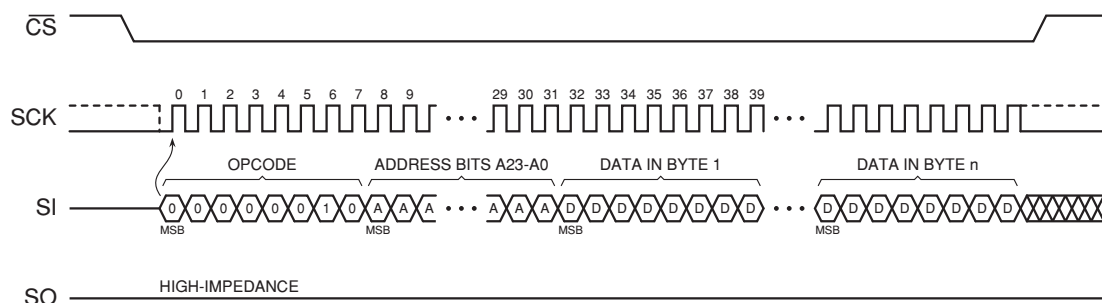 CS
SCK
0 1 2 3 4 5 6 7 8 9 29 30 31 32 33 34 35 36 37 38 39
OPCODE ADDRESS BITS A23-A0 DATA IN BYTE 1 DATA IN BYTE n
SI
0 0 0 0 0 0 1 0 A A A A A A D D D D D D D D D D D D D D D D
MSB MSB MSB MSB
HIGH-IMPEDANCE
SO